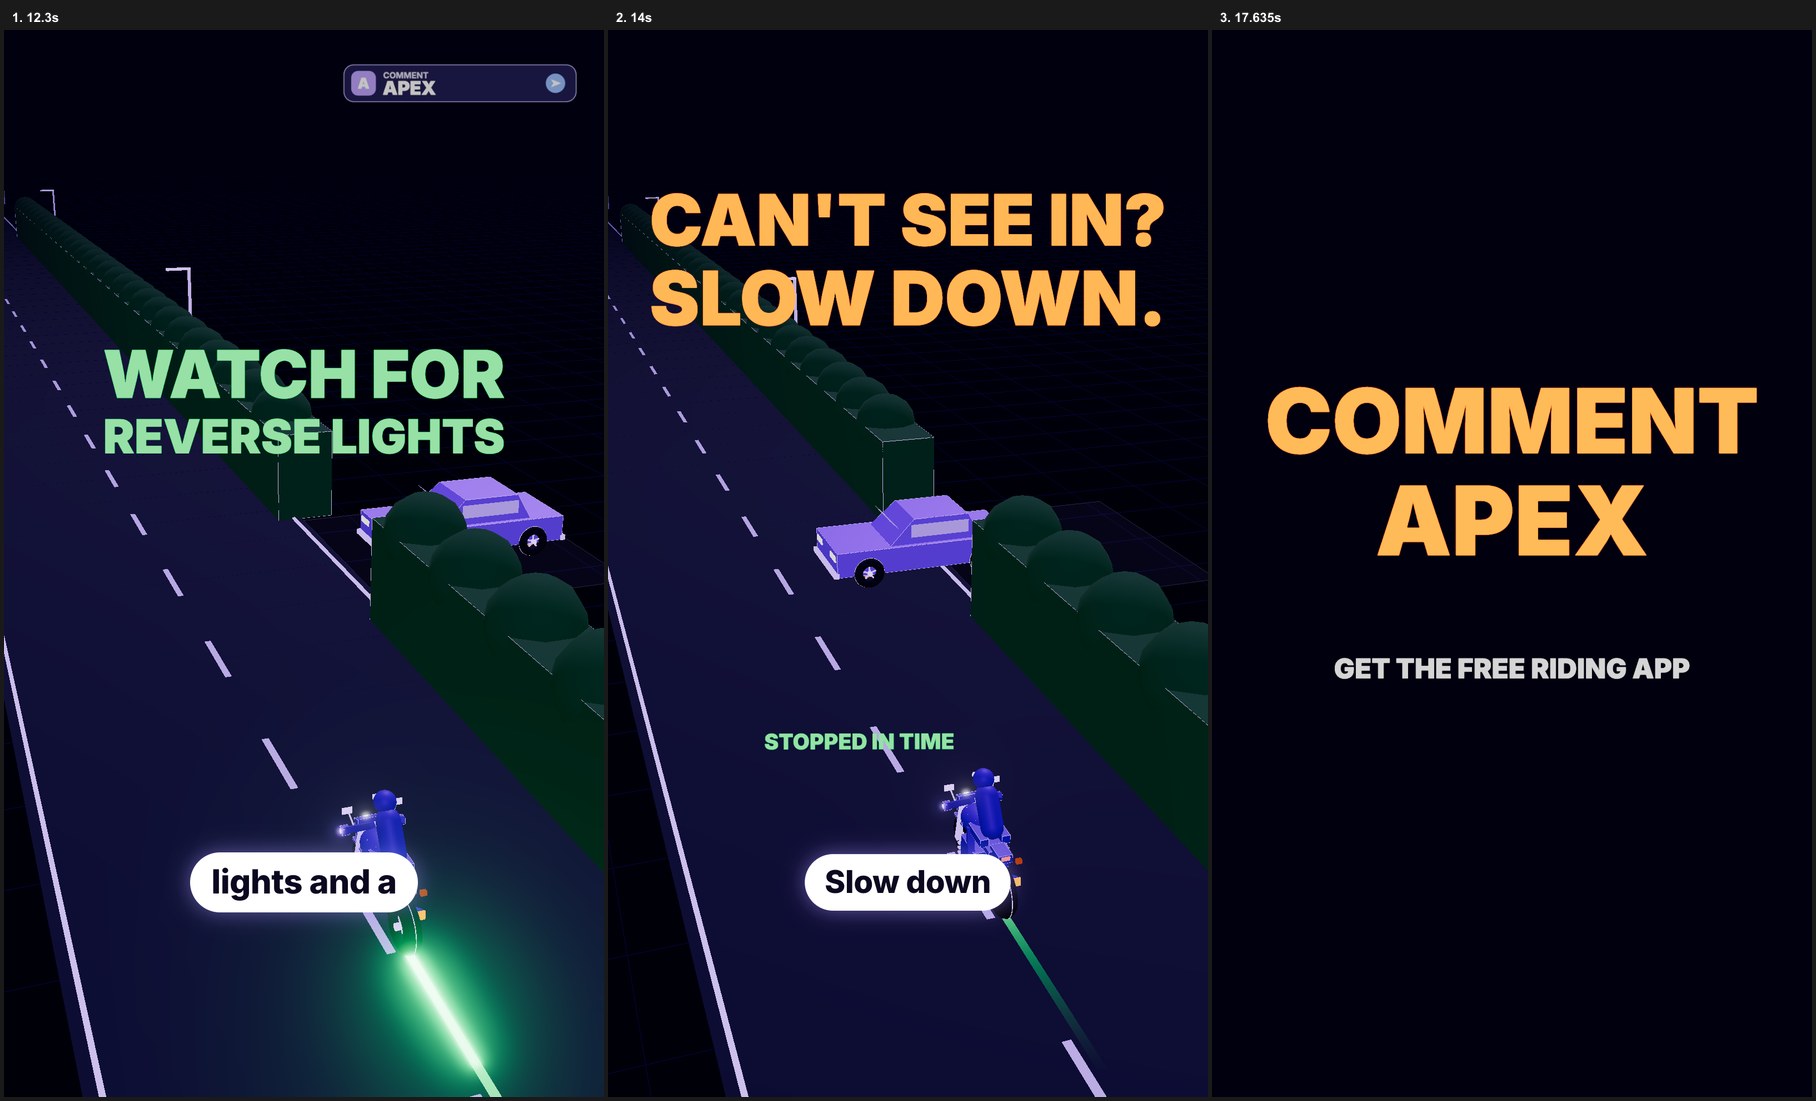 1. 12.3s
COMMENT
A APEX
WATCH FOR
REVERSE LIGHTS
lights and a
2. 14s
CAN'T SEE IN?
SLOW DOWN.
STOPPED IN TIME
Slow down
3. 17.635s
COMMENT
APEX
GET THE FREE RIDING APP